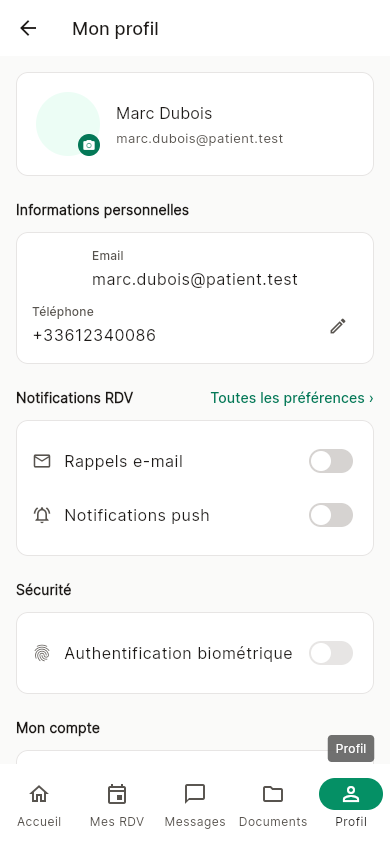 Mon profil
Marc Dubois
marc.dubois@patient.test
Informations personnelles
Email
marc.dubois@patient.test
Téléphone
+33612340086
Notifications RDV
Toutes les préférences ›
Rappels e-mail
Notifications push
Sécurité
Authentification biométrique
Mon compte
Profil
Accueil
Mes RDV
Messages
Documents
Profil